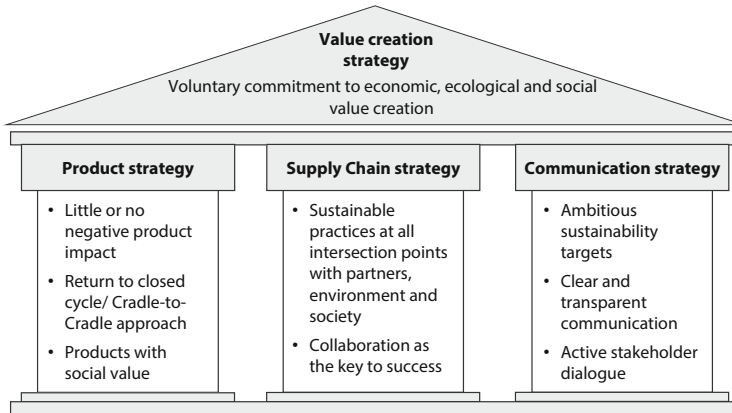 Value creation
strategy
Voluntary commitment to economic, ecological and social
value creation
Product strategy
• Little or no
negative product
impact
• Return to closed
cycle/ Cradle-to-
Cradle approach
• Products with
social value
Supply Chain strategy
• Sustainable
practices at all
intersection points
with partners,
environment and
society
• Collaboration as
the key to success
Communication strategy
• Ambitious
sustainability
targets
• Clear and
transparent
communication
• Active stakeholder
dialogue